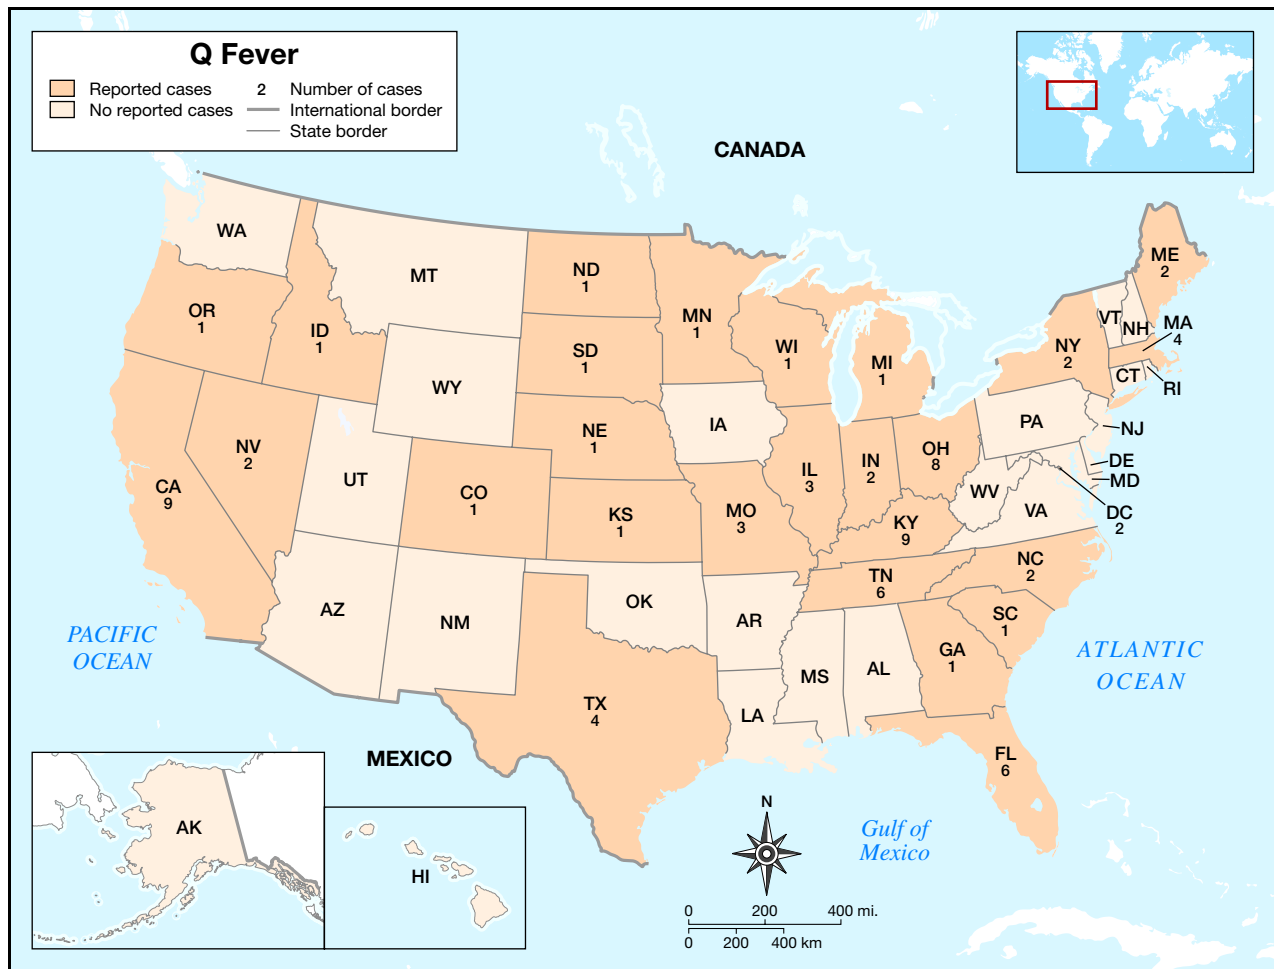 Q Fever
Reported cases
No reported cases
2 Number of cases
International border
State border
CANADA
WA
MT
ND
1
MN
1
ME
2
OR
1
ID
1
SD
1
WI
1
MI
1
NY
2
VT
NH
MA
4
WY
CT
RI
IA
NE
1
PA
NJ
NV
2
UT
CO
1
IL
3
IN
2
OH
8
DE
MD
WV
DC
2
CA
9
KS
1
MO
3
KY
9
VA
NC
2
TN
6
AZ
NM
OK
AR
SC
1
PACIFIC
OCEAN
GA
1
ATLANTIC
OCEAN
MS
AL
TX
4
LA
MEXICO
FL
6
AK
HI
N
Gulf of
Mexico
0 200 400 mi.
0 200 400 km